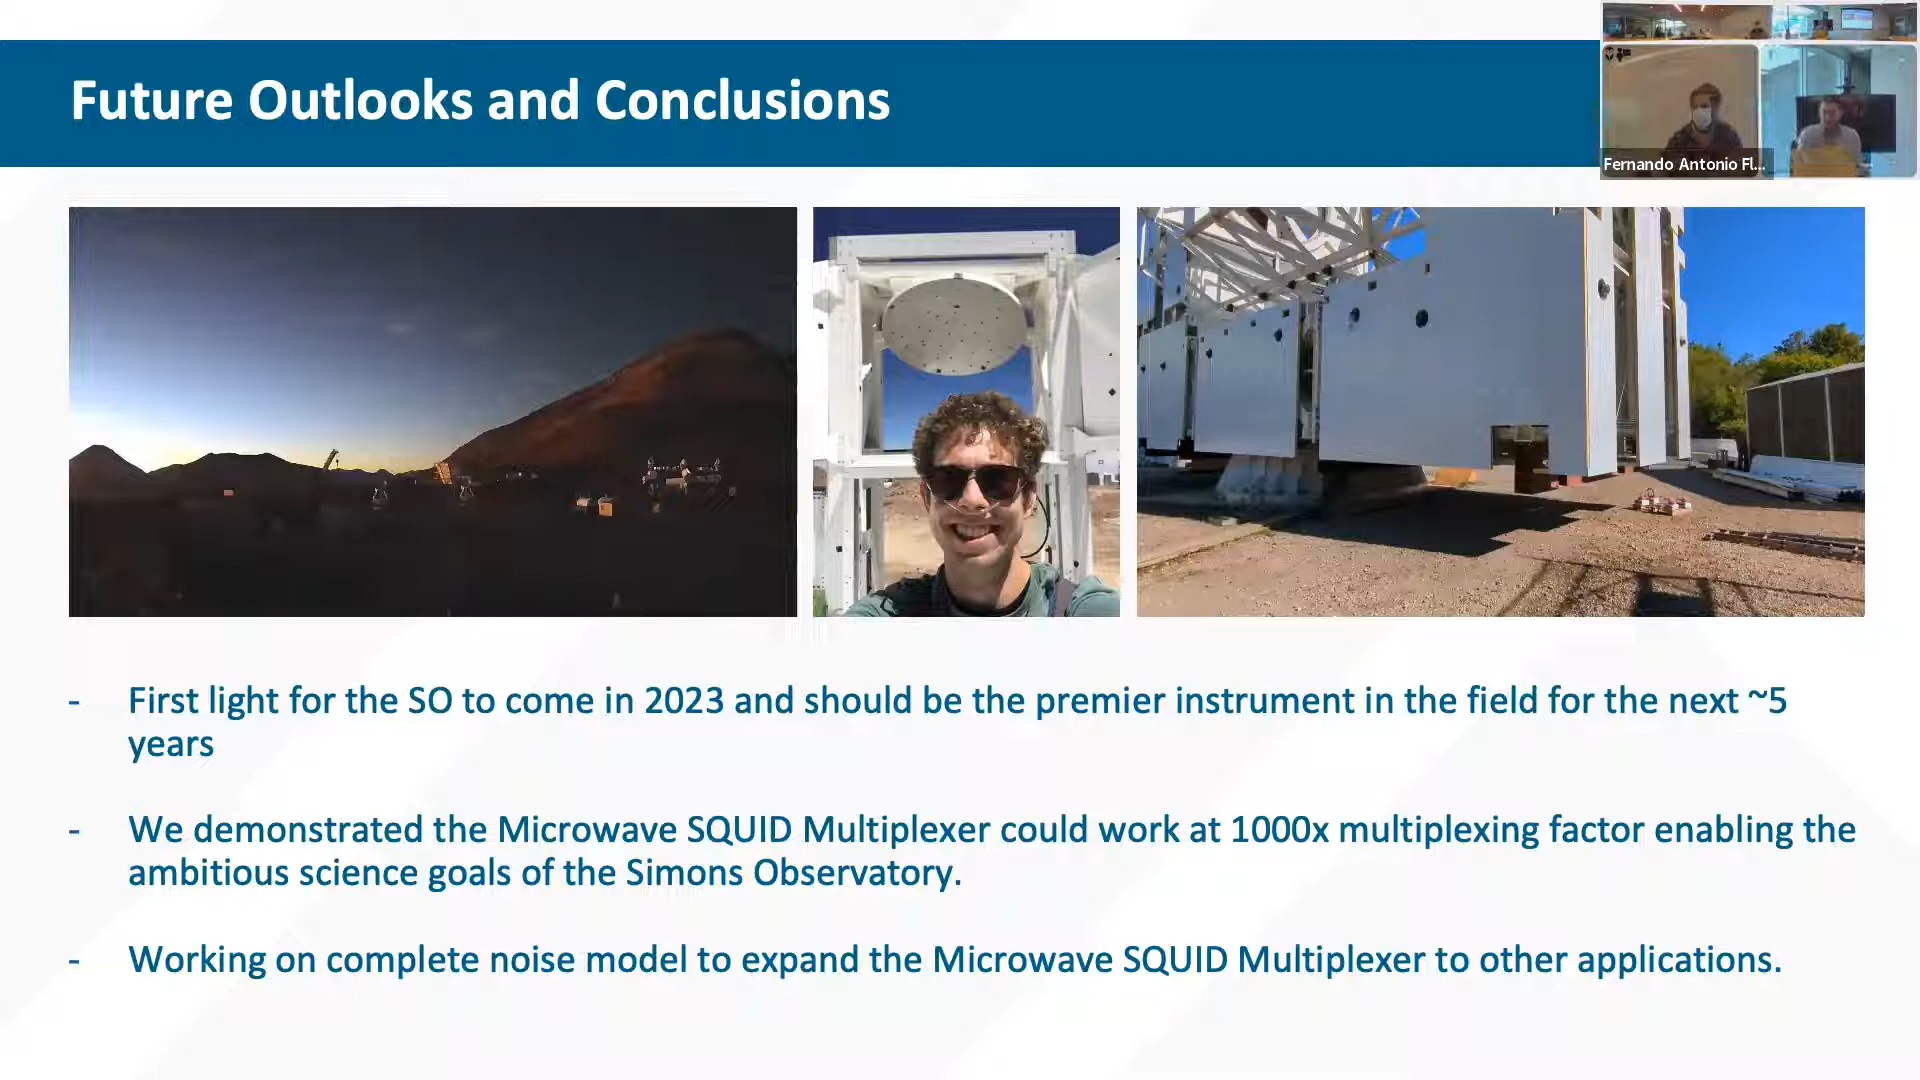 Future Outlooks and Conclusions
Fernando Antonio Fl...
- First light for the SO to come in 2023 and should be the premier instrument in the field for the next ~5
years
- We demonstrated the Microwave SQUID Multiplexer could work at 1000x multiplexing factor enabling the
ambitious science goals of the Simons Observatory.
- Working on complete noise model to expand the Microwave SQUID Multiplexer to other applications.